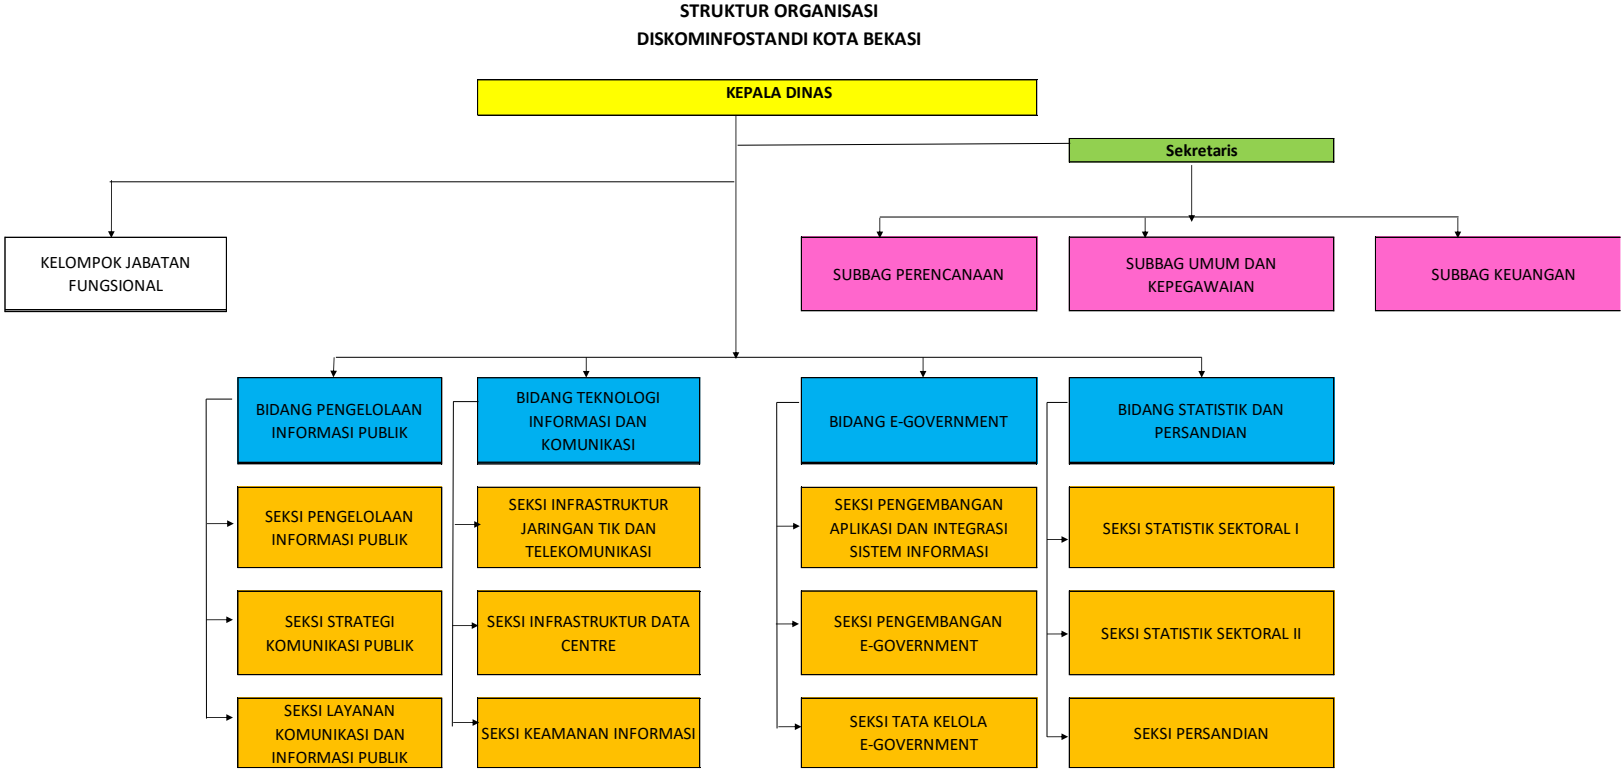 STRUKTUR ORGANISASI
DISKOMINFOSTANDI KOTA BEKASI
KEPALA DINAS
Sekretaris
KELOMPOK JABATAN
FUNGSIONAL
SUBBAG PERENCANAAN
SUBBAG UMUM DAN
KEPEGAWAIAN
SUBBAG KEUANGAN
BIDANG PENGELOLAAN
INFORMASI PUBLIK
BIDANG TEKNOLOGI
INFORMASI DAN
KOMUNIKASI
BIDANG E-GOVERNMENT
BIDANG STATISTIK DAN
PERSANDIAN
SEKSI PENGELOLAAN
INFORMASI PUBLIK
SEKSI INFRASTRUKTUR
JARINGAN TIK DAN
TELEKOMUNIKASI
SEKSI PENGEMBANGAN
APLIKASI DAN INTEGRASI
SISTEM INFORMASI
SEKSI STATISTIK SEKTORAL I
SEKSI STRATEGI
KOMUNIKASI PUBLIK
SEKSI INFRASTRUKTUR DATA
CENTRE
SEKSI PENGEMBANGAN
E-GOVERNMENT
SEKSI STATISTIK SEKTORAL II
SEKSI LAYANAN
KOMUNIKASI DAN
INFORMASI PUBLIK
SEKSI KEAMANAN INFORMASI
SEKSI TATA KELOLA
E-GOVERNMENT
SEKSI PERSANDIAN